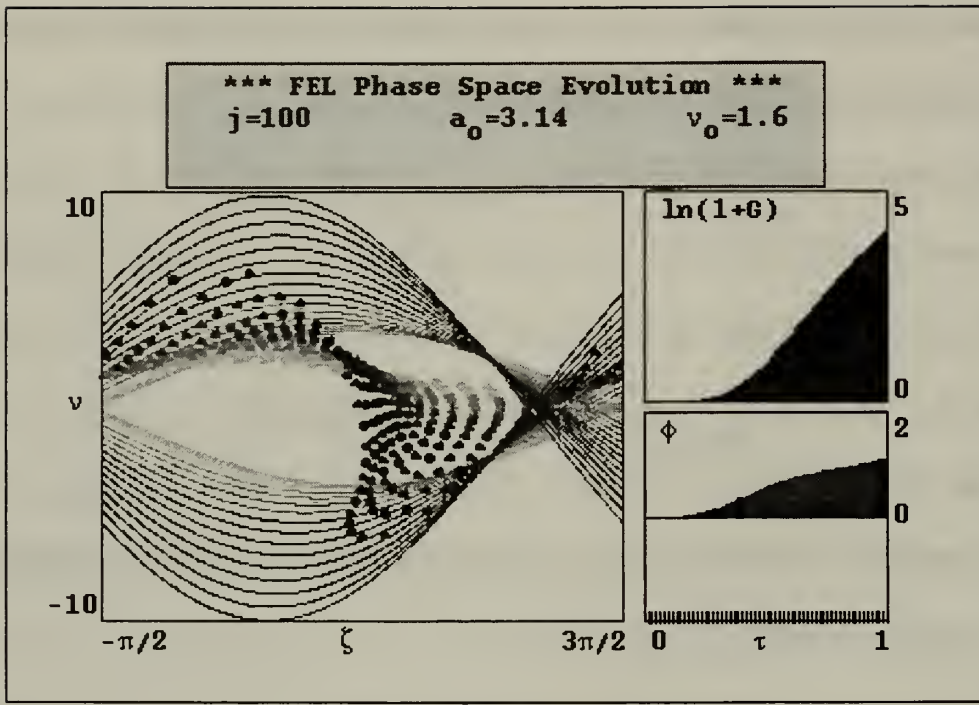 *** FEL Phase Space Evolution ***
j=100 a₀=3.14 ν₀=1.6
10
ν
-10
-π/2 ζ 3π/2
ln(1+G) 5
0
ϕ 2
0
0 τ 1